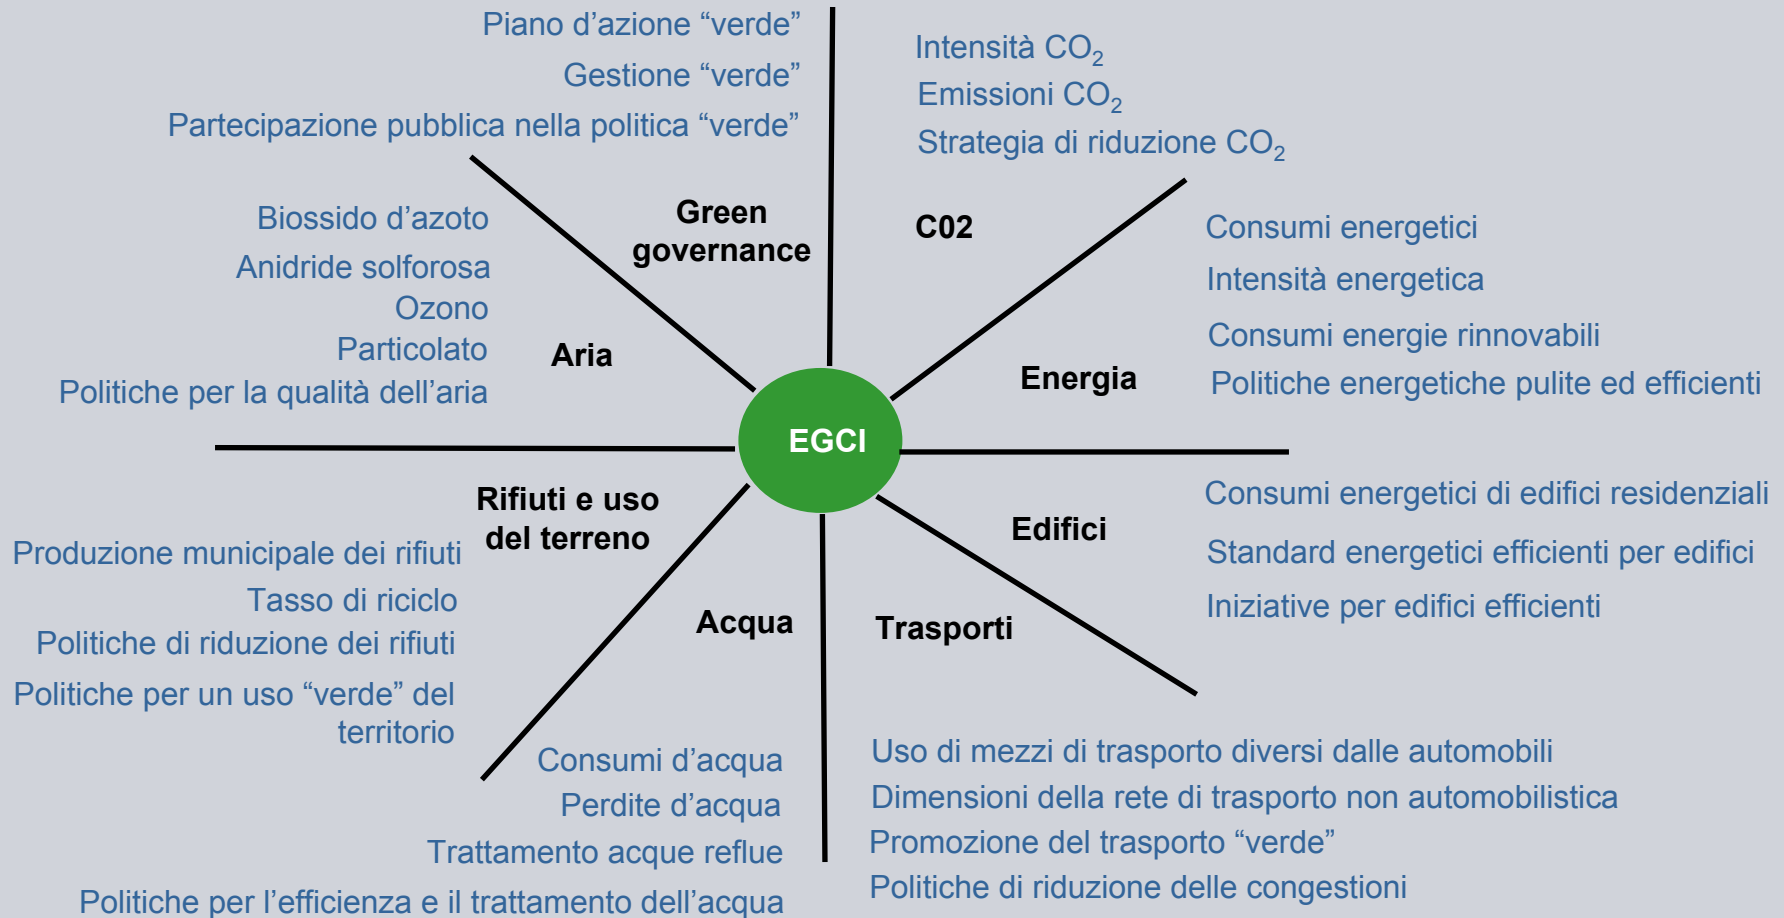 Piano d’azione “verde”
Gestione “verde”
Partecipazione pubblica nella politica “verde”
Green
governance
Intensità CO₂
Emissioni CO₂
Strategia di riduzione CO₂
C02
Consumi energetici
Intensità energetica
Consumi energie rinnovabili
Politiche energetiche pulite ed efficienti
Energia
Biossido d’azoto
Anidride solforosa
Ozono
Particolato
Politiche per la qualità dell’aria
Aria
EGCI
Rifiuti e uso
del terreno
Produzione municipale dei rifiuti
Tasso di riciclo
Politiche di riduzione dei rifiuti
Politiche per un uso “verde” del
territorio
Edifici
Consumi energetici di edifici residenziali
Standard energetici efficienti per edifici
Iniziative per edifici efficienti
Acqua
Consumi d’acqua
Perdite d’acqua
Trattamento acque reflue
Politiche per l’efficienza e il trattamento dell’acqua
Trasporti
Uso di mezzi di trasporto diversi dalle automobili
Dimensioni della rete di trasporto non automobilistica
Promozione del trasporto “verde”
Politiche di riduzione delle congestioni